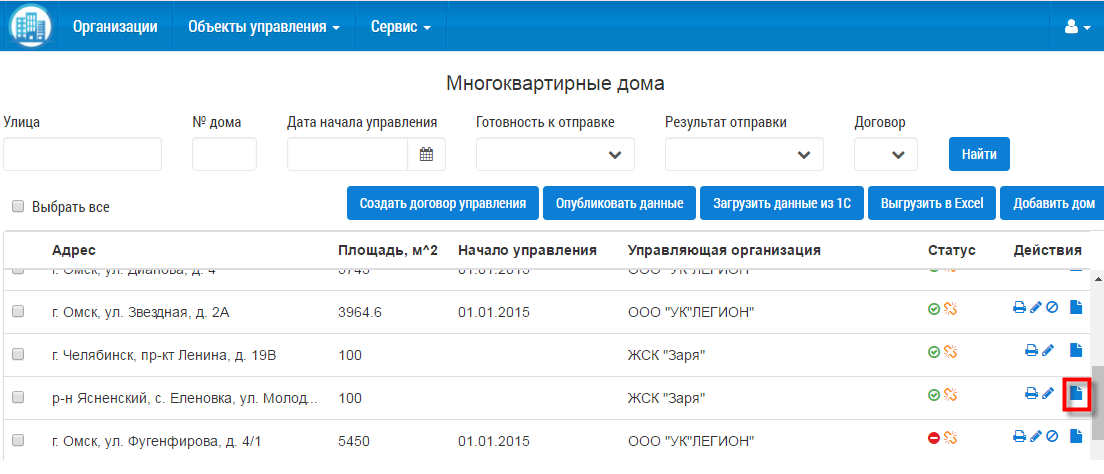 Организации Объекты управления Сервис
Многоквартирные дома
Улица № дома Дата начала управления Готовность к отправке Результат отправки Договор
Найти
Выбрать все Создать договор управления Опубликовать данные Загрузить данные из 1С Выгрузить в Excel Добавить дом
Адрес Площадь, м^2 Начало управления Управляющая организация Статус Действия
г. Омск, ул. Дианова, д. 4 01.01.2015 ООО "УК"ЛЕГИОН"
г. Омск, ул. Звездная, д. 2А 3964.6 01.01.2015 ООО "УК"ЛЕГИОН"
г. Челябинск, пр-кт Ленина, д. 19В 100 ЖСК "Заря"
р-н Ясненский, с. Еленовка, ул. Молод... 100 ЖСК "Заря"
г. Омск, ул. Фугенфирова, д. 4/1 5450 01.01.2015 ООО "УК"ЛЕГИОН"